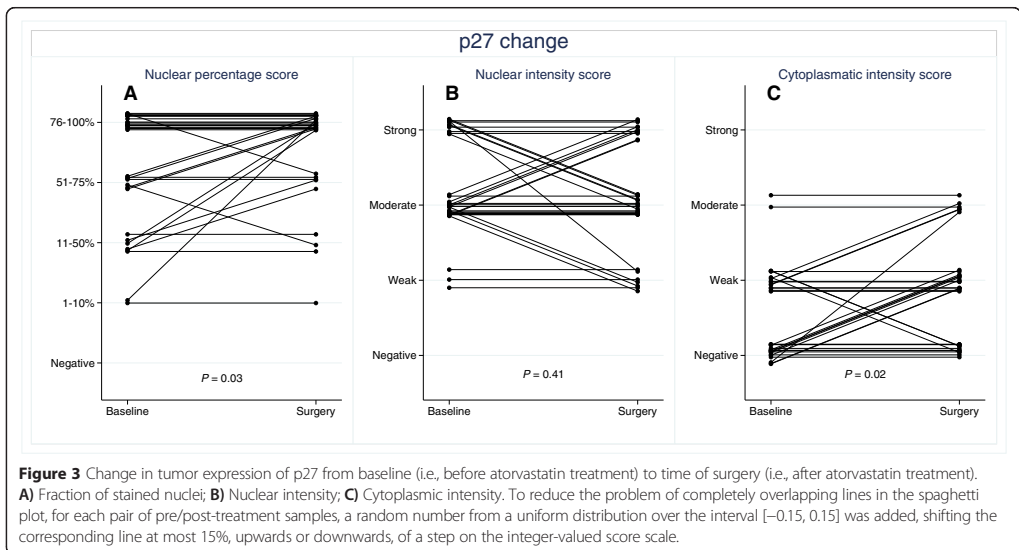 p27 change
Nuclear percentage score
A
76-100%
51-75%
11-50%
1-10%
Negative
P = 0.03
Baseline
Surgery
Nuclear intensity score
B
Strong
Moderate
Weak
Negative
P = 0.41
Baseline
Surgery
Cytoplasmatic intensity score
C
Strong
Moderate
Weak
Negative
P = 0.02
Baseline
Surgery
Figure 3 Change in tumor expression of p27 from baseline (i.e., before atorvastatin treatment) to time of surgery (i.e., after atorvastatin treatment).
A) Fraction of stained nuclei; B) Nuclear intensity; C) Cytoplasmic intensity. To reduce the problem of completely overlapping lines in the spaghetti
plot, for each pair of pre/post-treatment samples, a random number from a uniform distribution over the interval [−0.15, 0.15] was added, shifting the
corresponding line at most 15%, upwards or downwards, of a step on the integer-valued score scale.